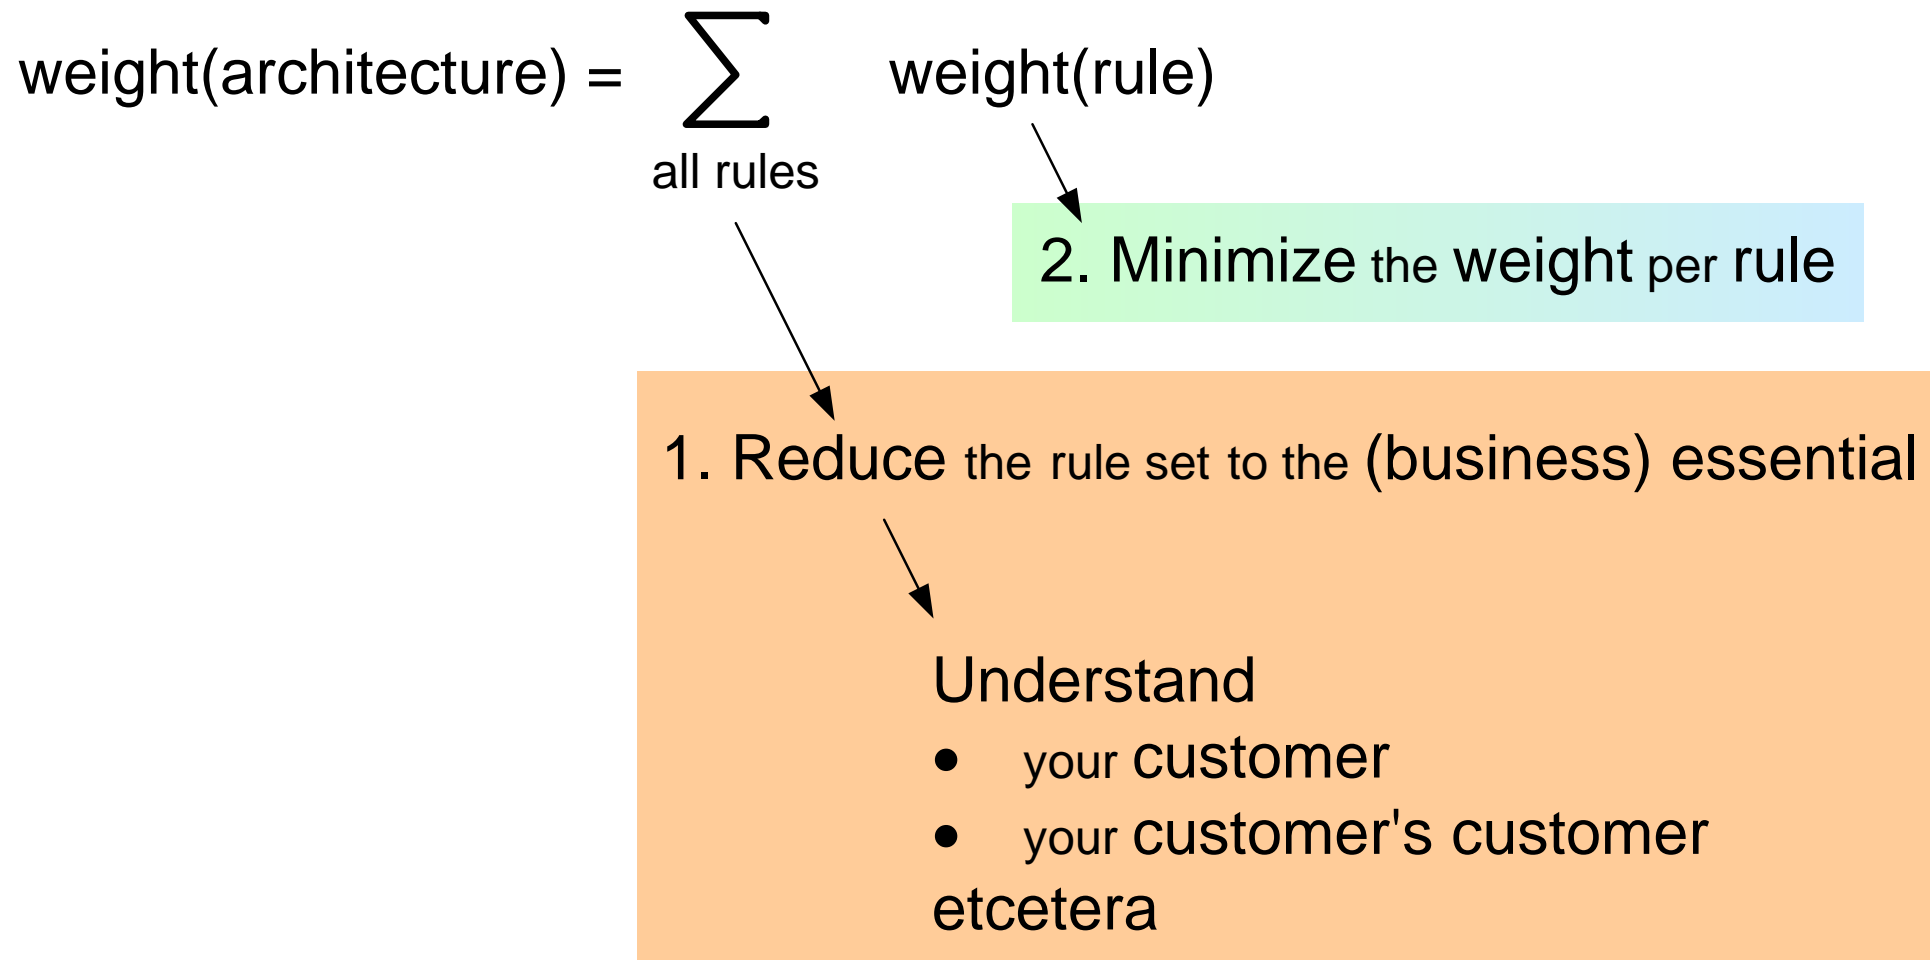 weight(architecture) = ∑ weight(rule)
all rules
2. Minimize the weight per rule
1. Reduce the rule set to the (business) essential
Understand
• your customer
• your customer's customer
etcetera